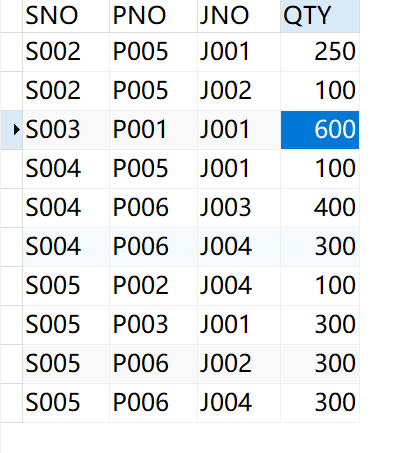 SNO PNO JNO QTY
S002 P005 J001 250
S002 P005 J002 100
S003 P001 J001 600
S004 P005 J001 100
S004 P006 J003 400
S004 P006 J004 300
S005 P002 J004 100
S005 P003 J001 300
S005 P006 J002 300
S005 P006 J004 300